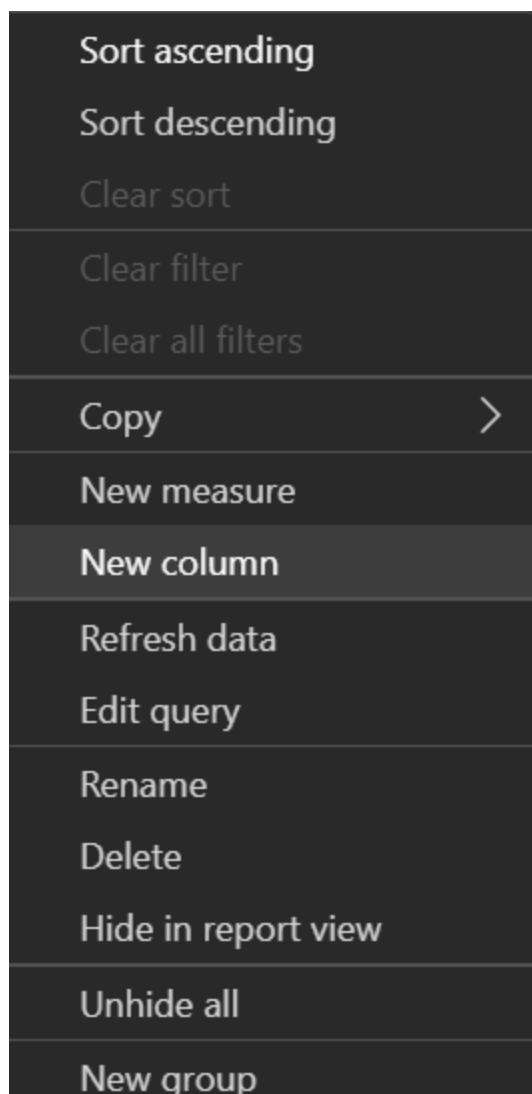 Sort ascending
Sort descending
Clear sort
Clear filter
Clear all filters
Copy
New measure
New column
Refresh data
Edit query
Rename
Delete
Hide in report view
Unhide all
New group